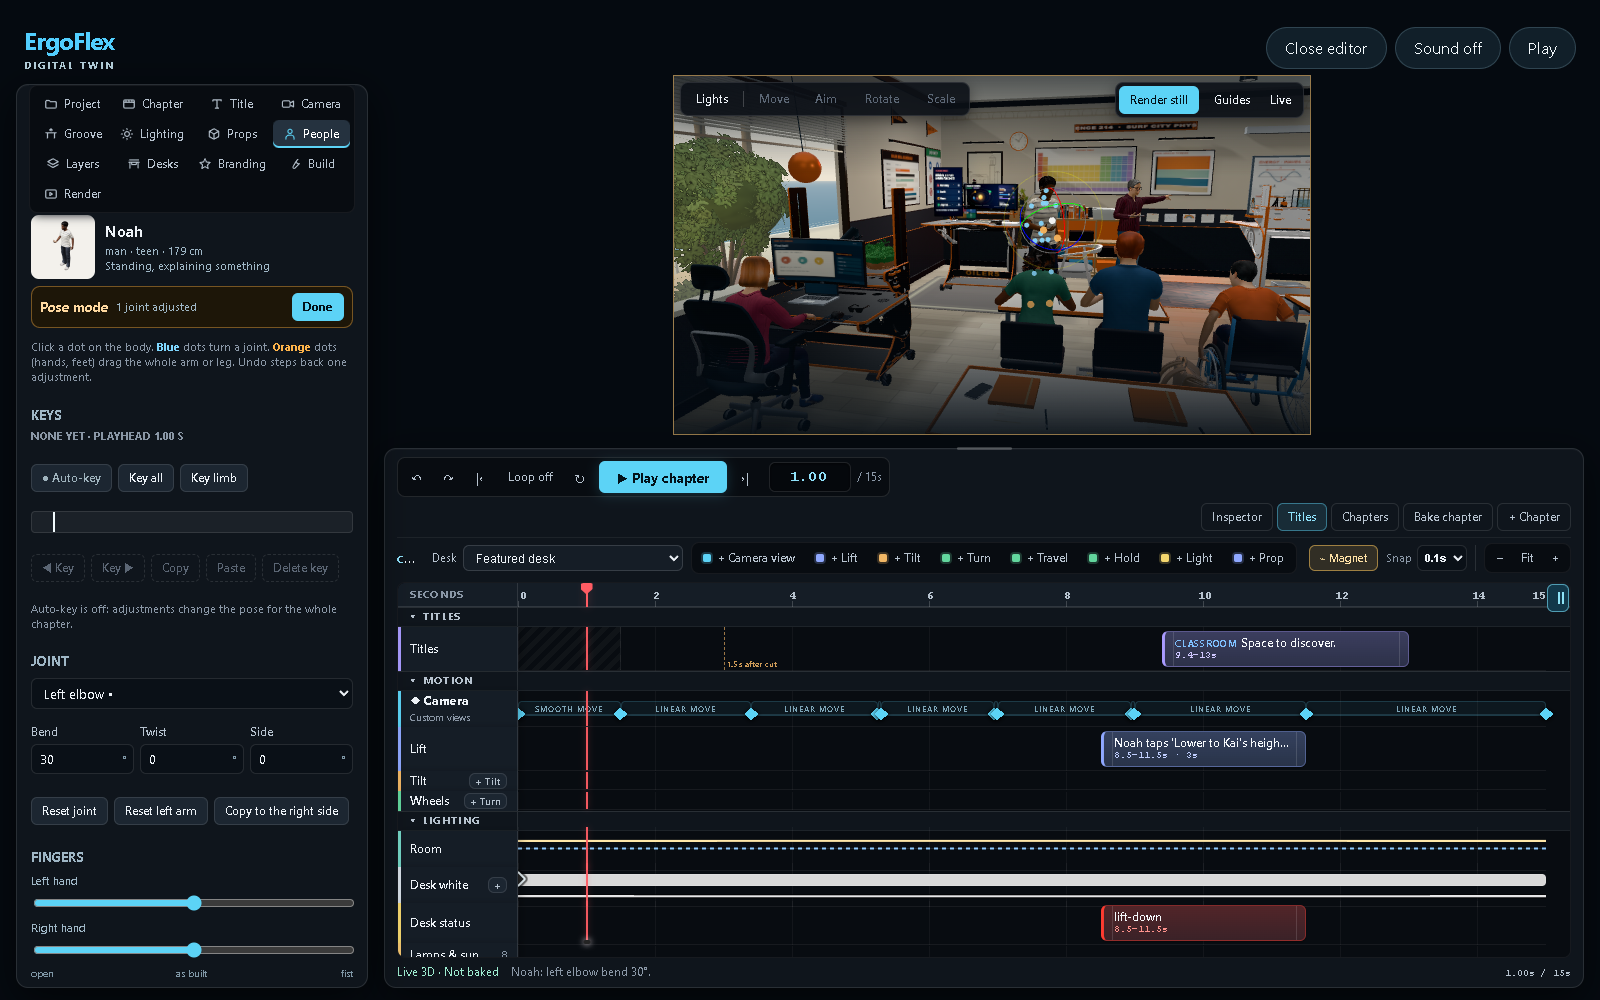 ErgoFlex
DIGITAL TWIN
Close editor
Sound off
Play
Project
Chapter
Title
Camera
Groove
Lighting
Props
People
Layers
Desks
Branding
Build
Render
Noah
man · teen · 179 cm
Standing, explaining something
Pose mode 1 joint adjusted
Done
Click a dot on the body. Blue dots turn a joint. Orange dots
(hands, feet) drag the whole arm or leg. Undo steps back one
adjustment.
KEYS
NONE YET · PLAYHEAD 1.00 S
• Auto-key
Key all
Key limb
◀ Key
Key ▶
Copy
Paste
Delete key
Auto-key is off: adjustments change the pose for the whole
chapter.
JOINT
Left elbow •
Bend
Twist
Side
30 °
0 °
0 °
Reset joint
Reset left arm
Copy to the right side
FINGERS
Left hand
Right hand
open
as built
fist
Lights
Move
Aim
Rotate
Scale
Render still
Guides
Live
OILERS
Loop off
▶ Play chapter
1.00
/ 15s
Inspector
Titles
Chapters
Bake chapter
+ Chapter
c...
Desk
Featured desk
+ Camera view
+ Lift
+ Tilt
+ Turn
+ Travel
+ Hold
+ Light
+ Prop
Magnet
Snap
0.1s
−
Fit
+
SECONDS
0
2
4
6
8
10
12
14
15
TITLES
Titles
1.5s after cut
CLASSROOM Space to discover.
9.4–13s
MOTION
Camera
Custom views
SMOOTH MOVE
LINEAR MOVE
LINEAR MOVE
LINEAR MOVE
LINEAR MOVE
LINEAR MOVE
LINEAR MOVE
Lift
Noah taps 'Lower to Kai's heigh...
8.5–11.5s · 3s
Tilt
+ Tilt
Wheels
+ Turn
LIGHTING
Room
Desk white
+
Desk status
lift-down
8.5–11.5s
Lamps & sun
8
Live 3D · Not baked
Noah: left elbow bend 30°.
1.00s / 15s